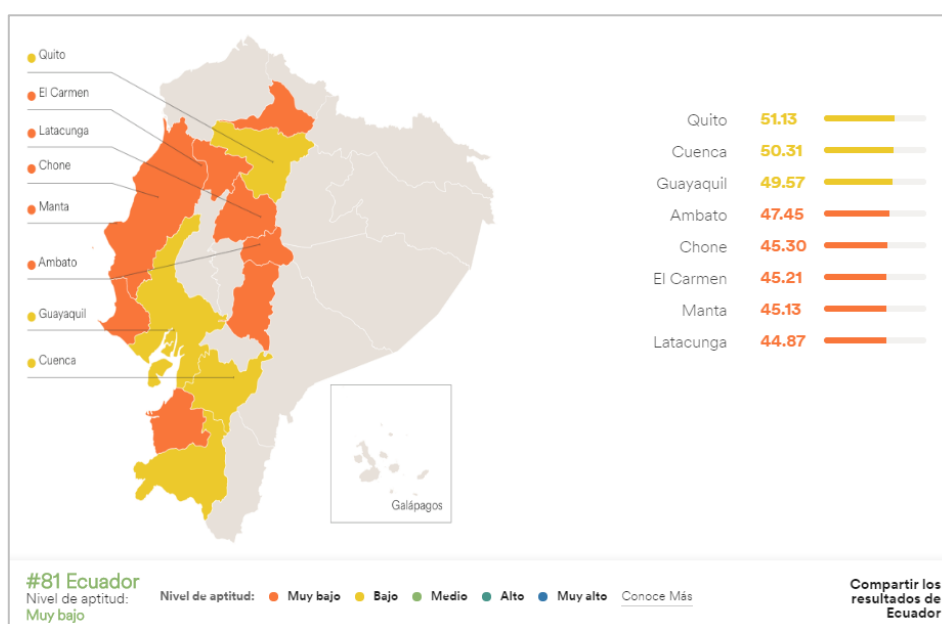 Quito
El Carmen
Latacunga
Chone
Manta
Ambato
Guayaquil
Cuenca
Quito 51.13
Cuenca 50.31
Guayaquil 49.57
Ambato 47.45
Chone 45.30
El Carmen 45.21
Manta 45.13
Latacunga 44.87
Galápagos
#81 Ecuador
Nivel de aptitud:
Muy bajo
Nivel de aptitud: Muy bajo Bajo Medio Alto Muy alto Conoce Más
Compartir los
resultados de
Ecuador